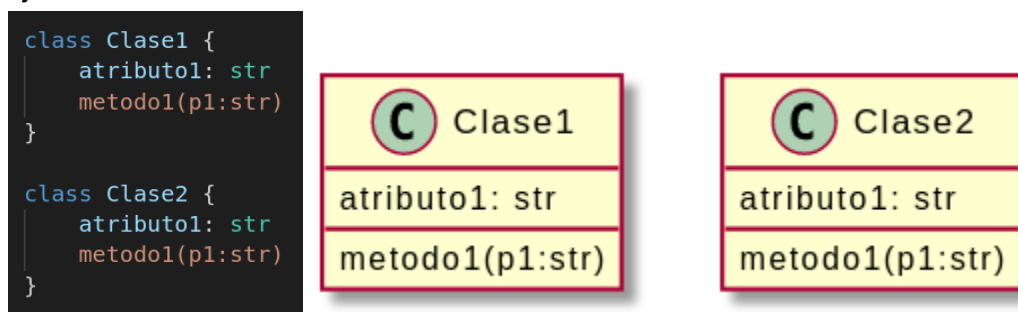 class Clase1 {
atributo1: str
metodo1(p1:str)
}
class Clase2 {
atributo1: str
metodo1(p1:str)
}
C Clase1
atributo1: str
metodo1(p1:str)
C Clase2
atributo1: str
metodo1(p1:str)